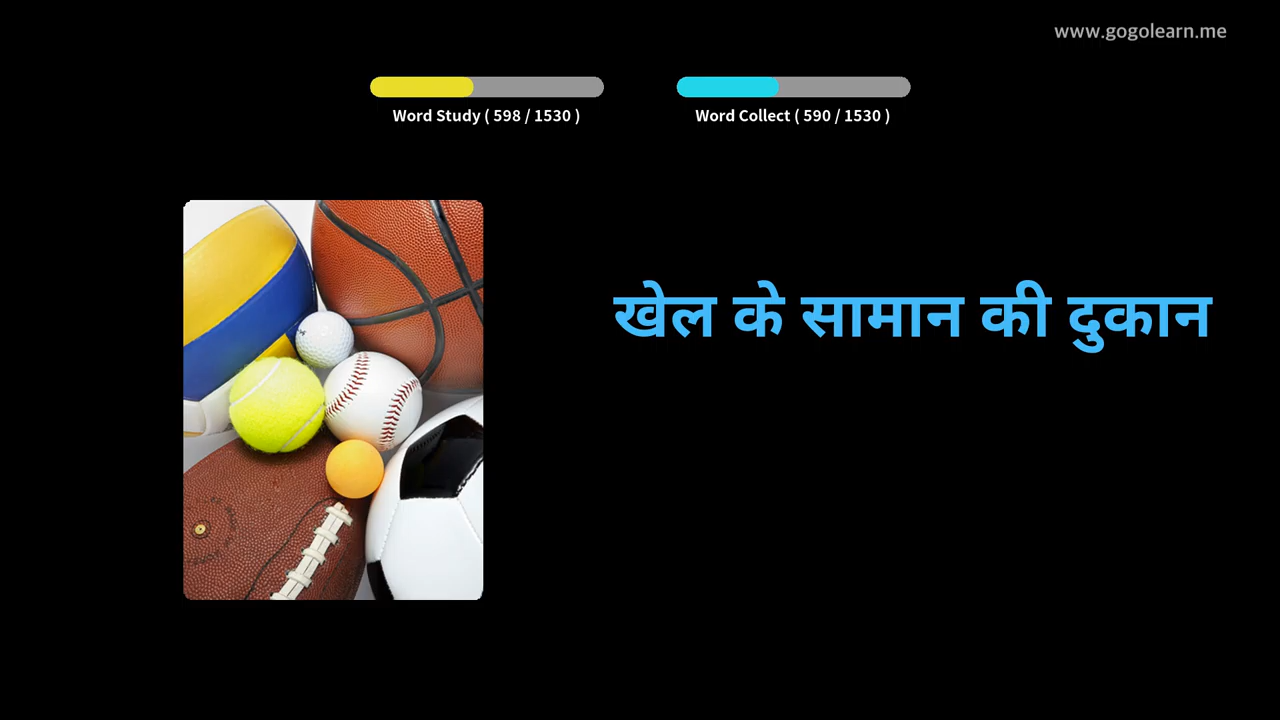 www.gogolearn.me
Word Study ( 598 / 1530 )
Word Collect ( 590 / 1530 )
खेल के सामान की दुकान